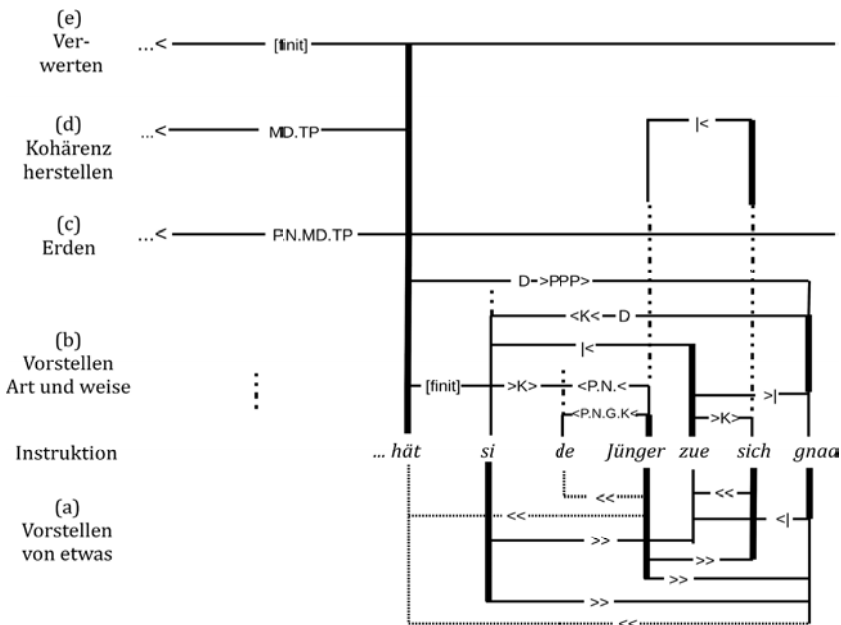 (e)
Ver-
werten
...< [finit]
(d)
Kohärenz
herstellen
...< MD.TP |<
(c)
Erden
...< P.N.MD.TP
D->PPP>
<K< D
(b)
Vorstellen
Art und weise
|<
[finit] >K> <P.N.< >|
<P.N.G.K< >K>
Instruktion ... hät si de Jünger zue sich gnaa
(a)
Vorstellen
von etwas
<< <<
<< <|
>> >>
>>
>>
<<